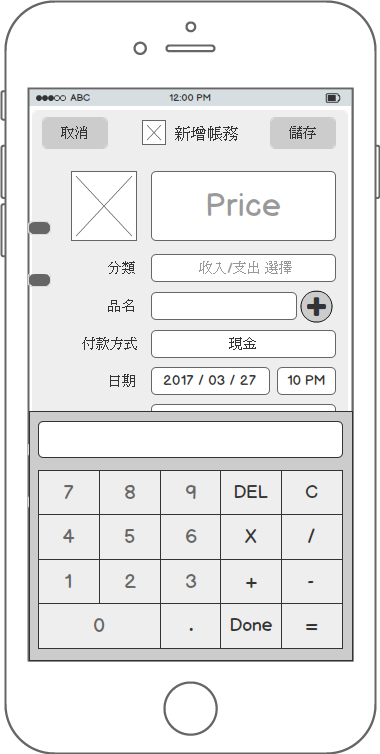 ABC 12:00 PM
取消 新增帳務 儲存
Price
分類 收入/支出 選擇
品名
付款方式 現金
日期 2017 / 03 / 27 10 PM
7 8 9 DEL C
4 5 6 X /
1 2 3 + -
0 . Done =